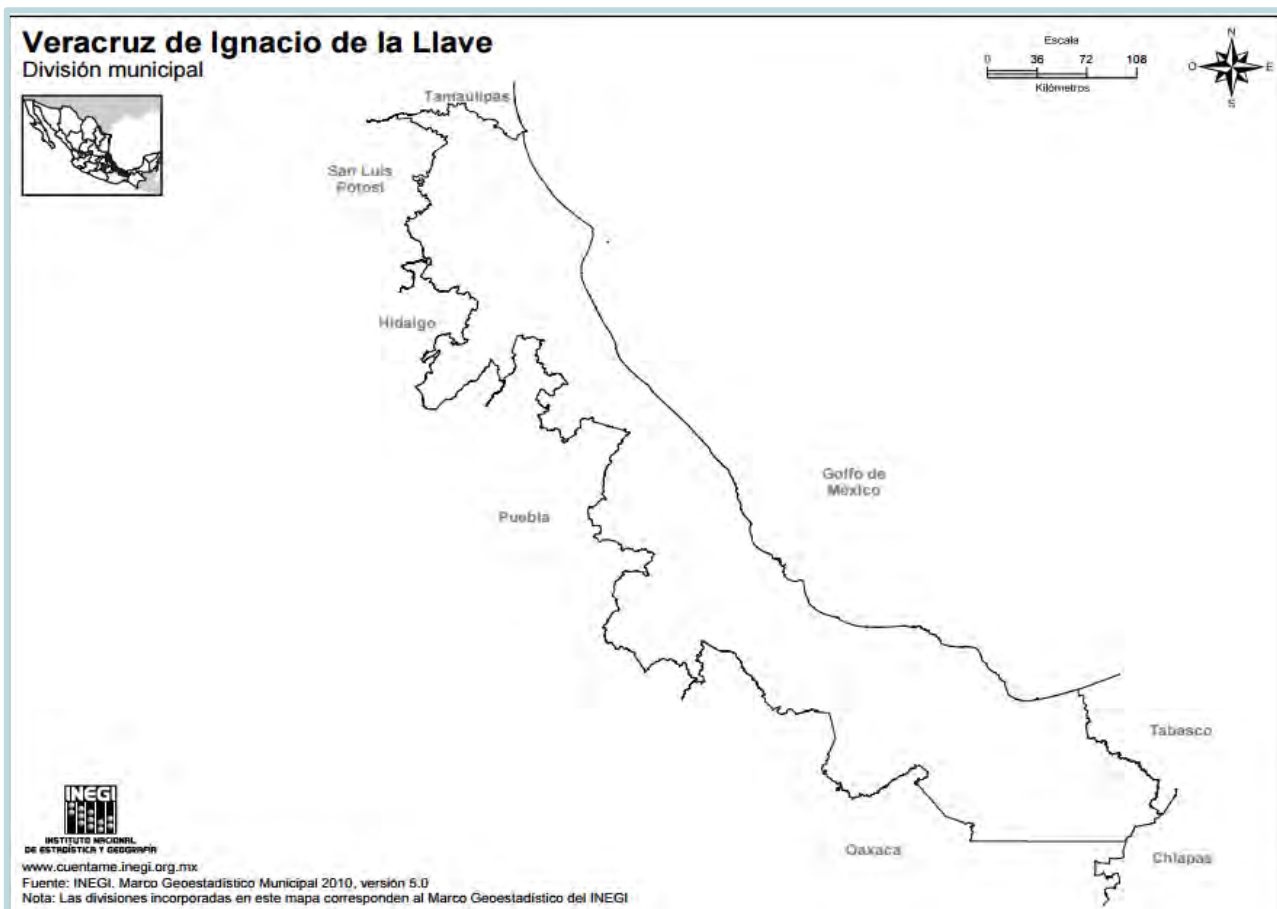 Veracruz de Ignacio de la Llave
División municipal
Escala
0 36 72 108
Kilómetros
N
O E
S
Tamaulipas
San Luis
Potosí
Hidalgo
Golfo de
México
Puebla
Tabasco
Oaxaca
Chiapas
INEGI
INSTITUTO NACIONAL
DE ESTADÍSTICA Y GEOGRAFÍA
www.cuentame.inegi.org.mx
Fuente: INEGI. Marco Geoestadístico Municipal 2010, versión 5.0
Nota: Las divisiones incorporadas en este mapa corresponden al Marco Geoestadístico del INEGI